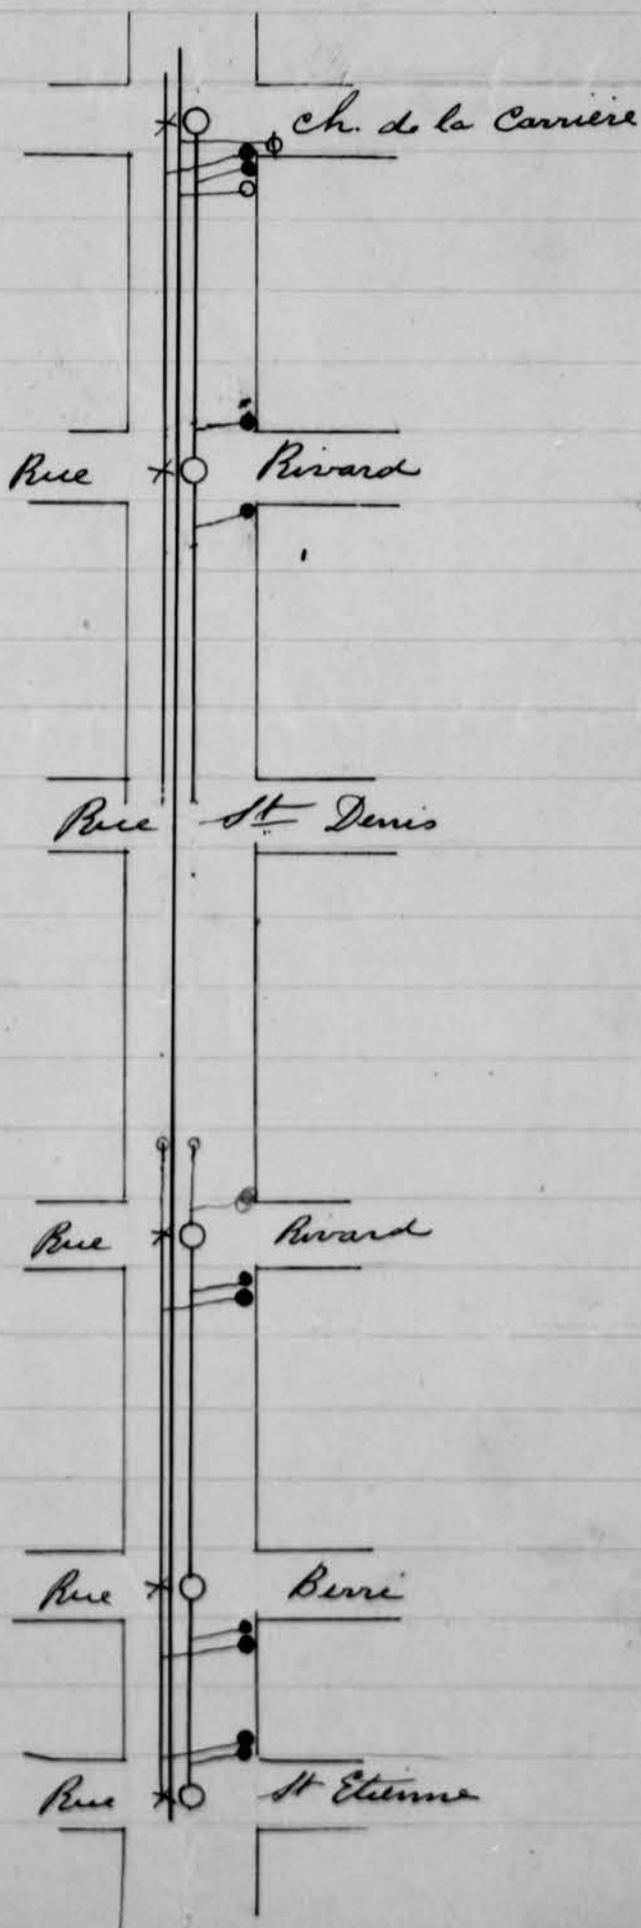 Ch. de la Carrière
Rue Rivard
Rue St Denis
Rue Rivard
Rue Berri
Rue St Etienne